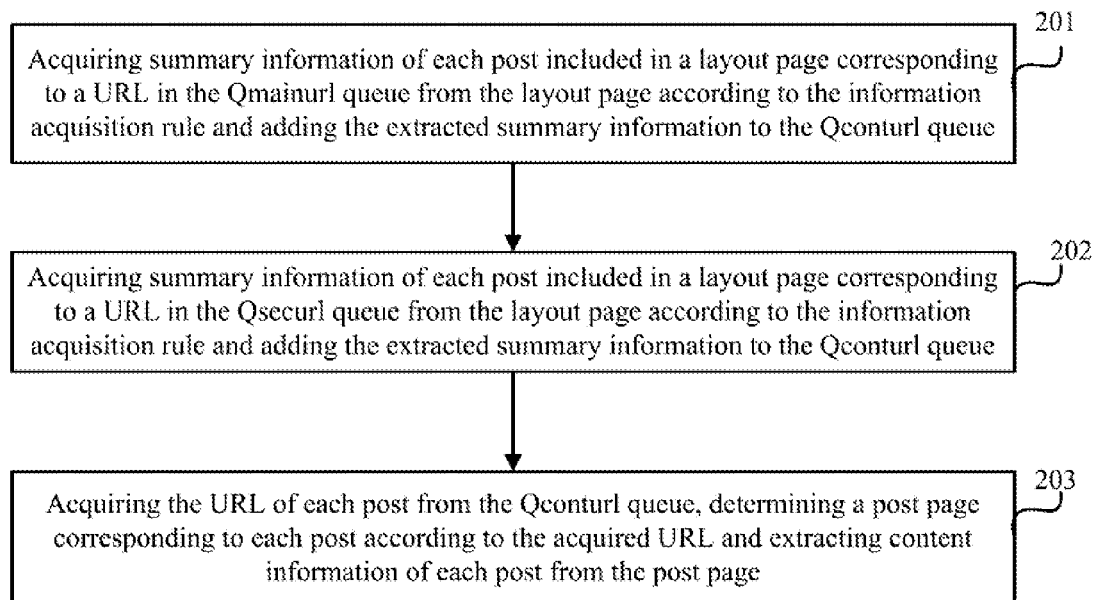 201
Acquiring summary information of each post included in a layout page corresponding
to a URL in the Qmainurl queue from the layout page according to the information
acquisition rule and adding the extracted summary information to the Qconturl queue
202
Acquiring summary information of each post included in a layout page corresponding
to a URL in the Qsecurl queue from the layout page according to the information
acquisition rule and adding the extracted summary information to the Qconturl queue
203
Acquiring the URL of each post from the Qconturl queue, determining a post page
corresponding to each post according to the acquired URL and extracting content
information of each post from the post page